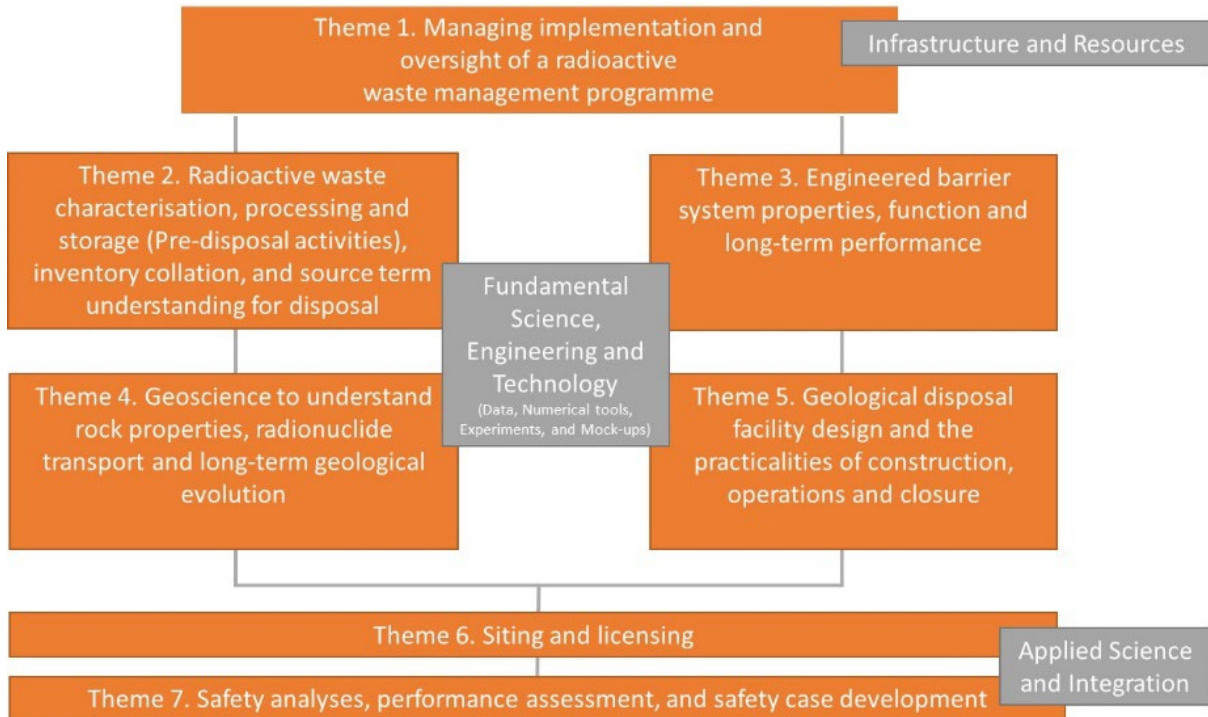 Theme 1. Managing implementation and
oversight of a radioactive
waste management programme
Infrastructure and Resources
Theme 2. Radioactive waste
characterisation, processing and
storage (Pre-disposal activities),
inventory collation, and source term
understanding for disposal
Theme 3. Engineered barrier
system properties, function and
long-term performance
Fundamental
Science,
Engineering and
Technology
(Data, Numerical tools,
Experiments, and Mock-ups)
Theme 4. Geoscience to understand
rock properties, radionuclide
transport and long-term geological
evolution
Theme 5. Geological disposal
facility design and the
practicalities of construction,
operations and closure
Theme 6. Siting and licensing
Applied Science
and Integration
Theme 7. Safety analyses, performance assessment, and safety case development